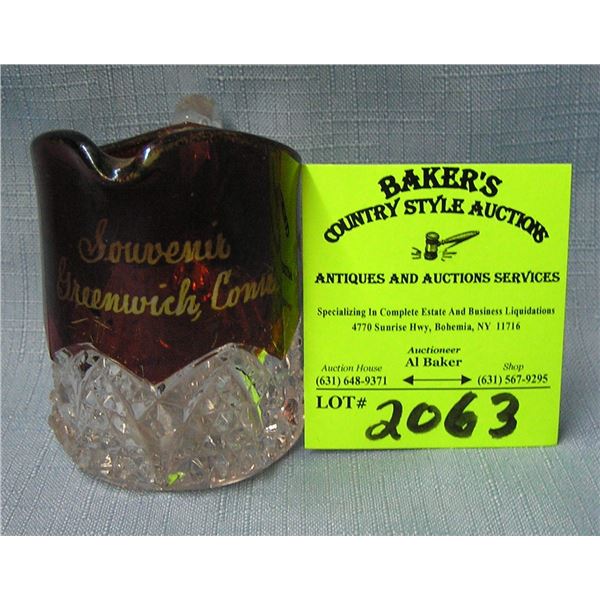 Souvenir
Greenwich, Conn.
BAKER'S
COUNTRY STYLE AUCTIONS
ANTIQUES AND AUCTIONS SERVICES
Specializing In Complete Estate And Business Liquidations
4770 Sunrise Hwy, Bohemia, NY 11716
Auctioneer
Al Baker
Auction House
(631) 648-9371
Shop
(631) 567-9295
LOT# 2063